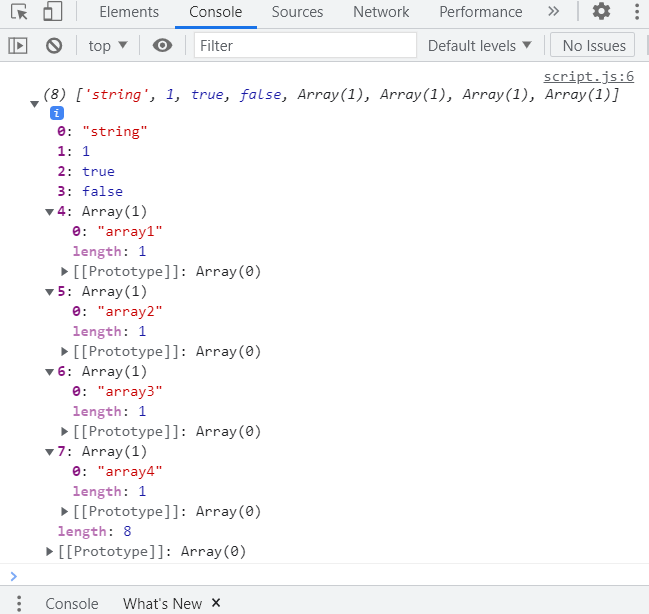 Elements Console Sources Network Performance »
top ▼ Filter Default levels ▼ No Issues
script.js:6
(8) ['string', 1, true, false, Array(1), Array(1), Array(1), Array(1)]
i
0: "string"
1: 1
2: true
3: false
▼4: Array(1)
0: "array1"
length: 1
▶[[Prototype]]: Array(0)
▼5: Array(1)
0: "array2"
length: 1
▶[[Prototype]]: Array(0)
▼6: Array(1)
0: "array3"
length: 1
▶[[Prototype]]: Array(0)
▼7: Array(1)
0: "array4"
length: 1
▶[[Prototype]]: Array(0)
length: 8
▶[[Prototype]]: Array(0)
>
Console What's New ×